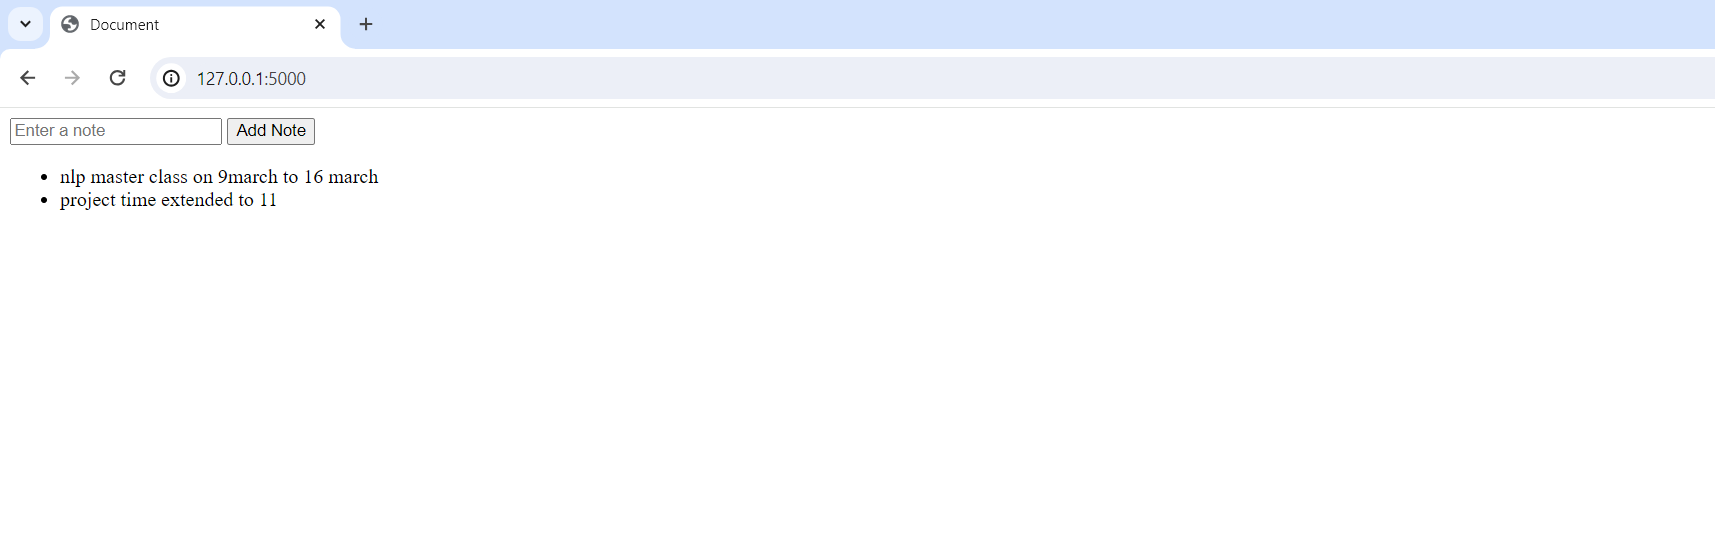 Document
127.0.0.1:5000
Enter a note Add Note
nlp master class on 9march to 16 march
project time extended to 11